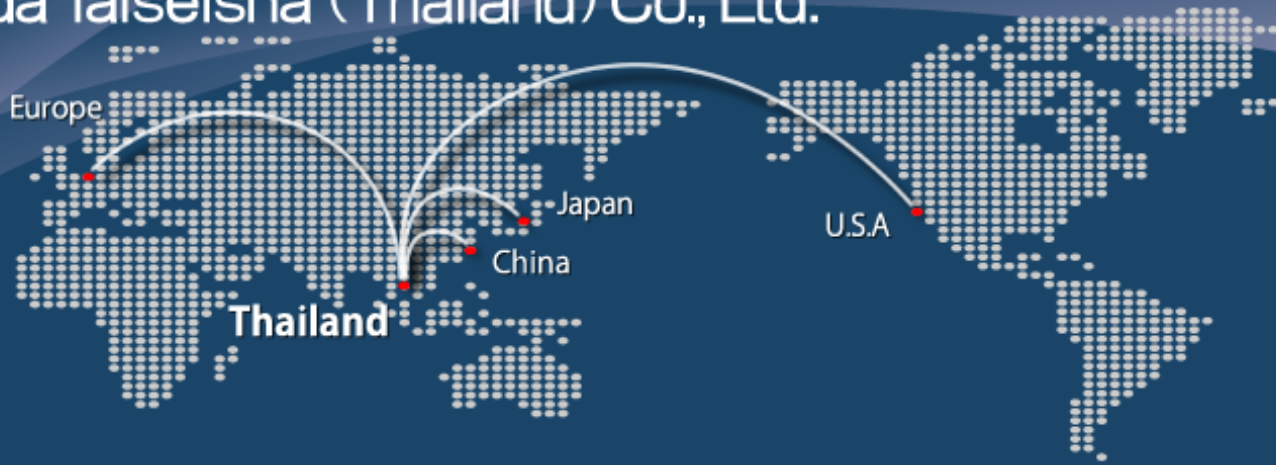 Taiseisha (Thailand) Co., Ltd.
Europe
Japan
U.S.A
China
Thailand